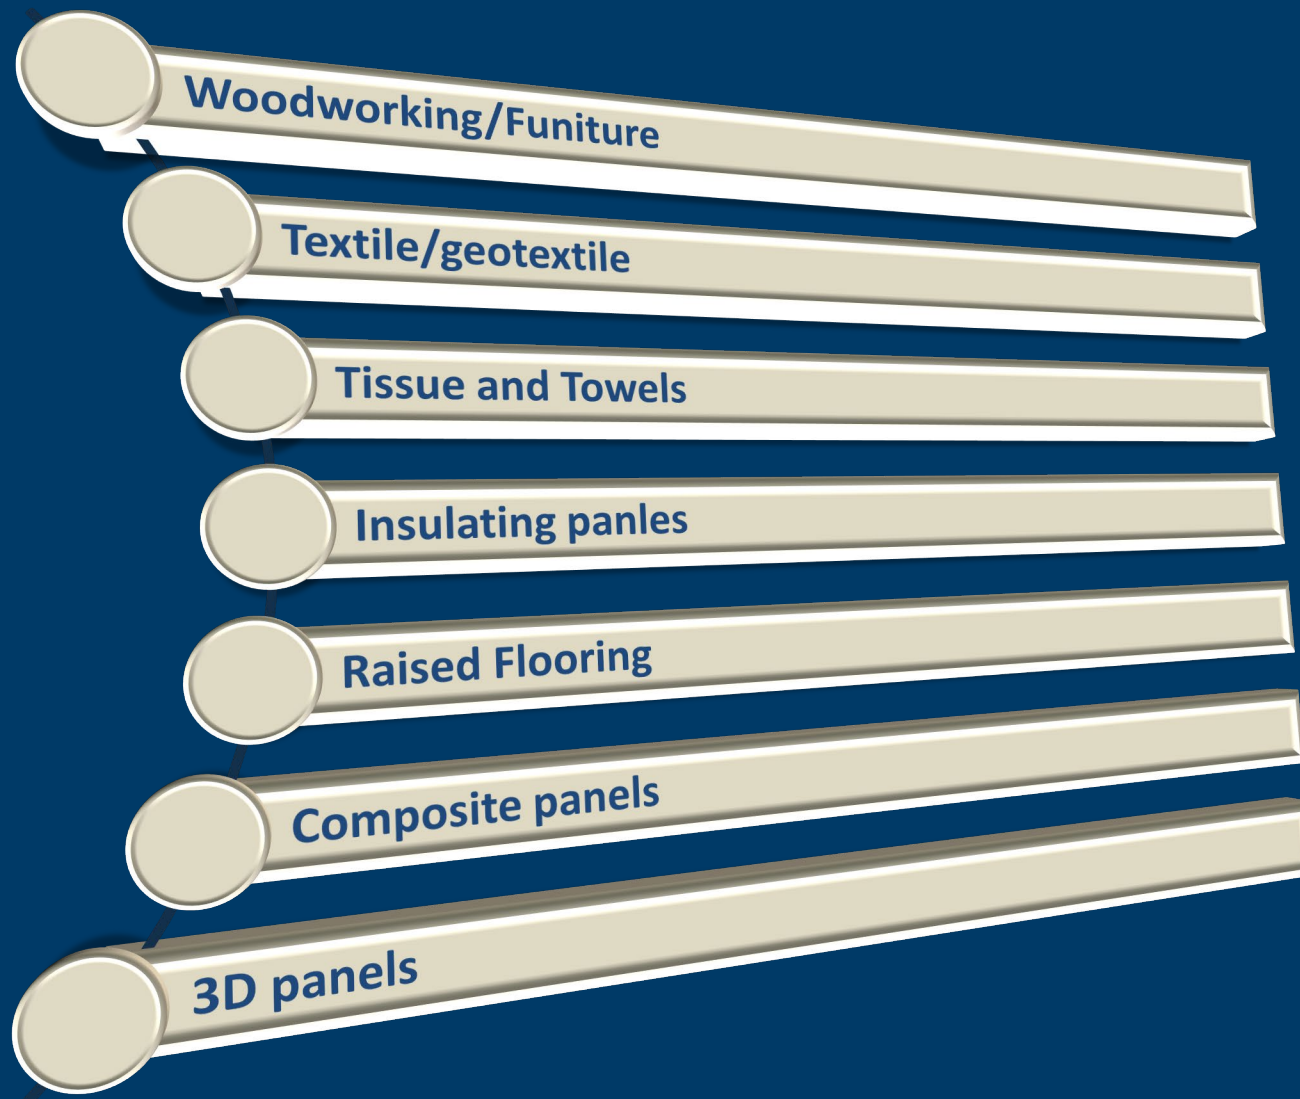 Woodworking/Funiture
Textile/geotextile
Tissue and Towels
Insulating panles
Raised Flooring
Composite panels
3D panels